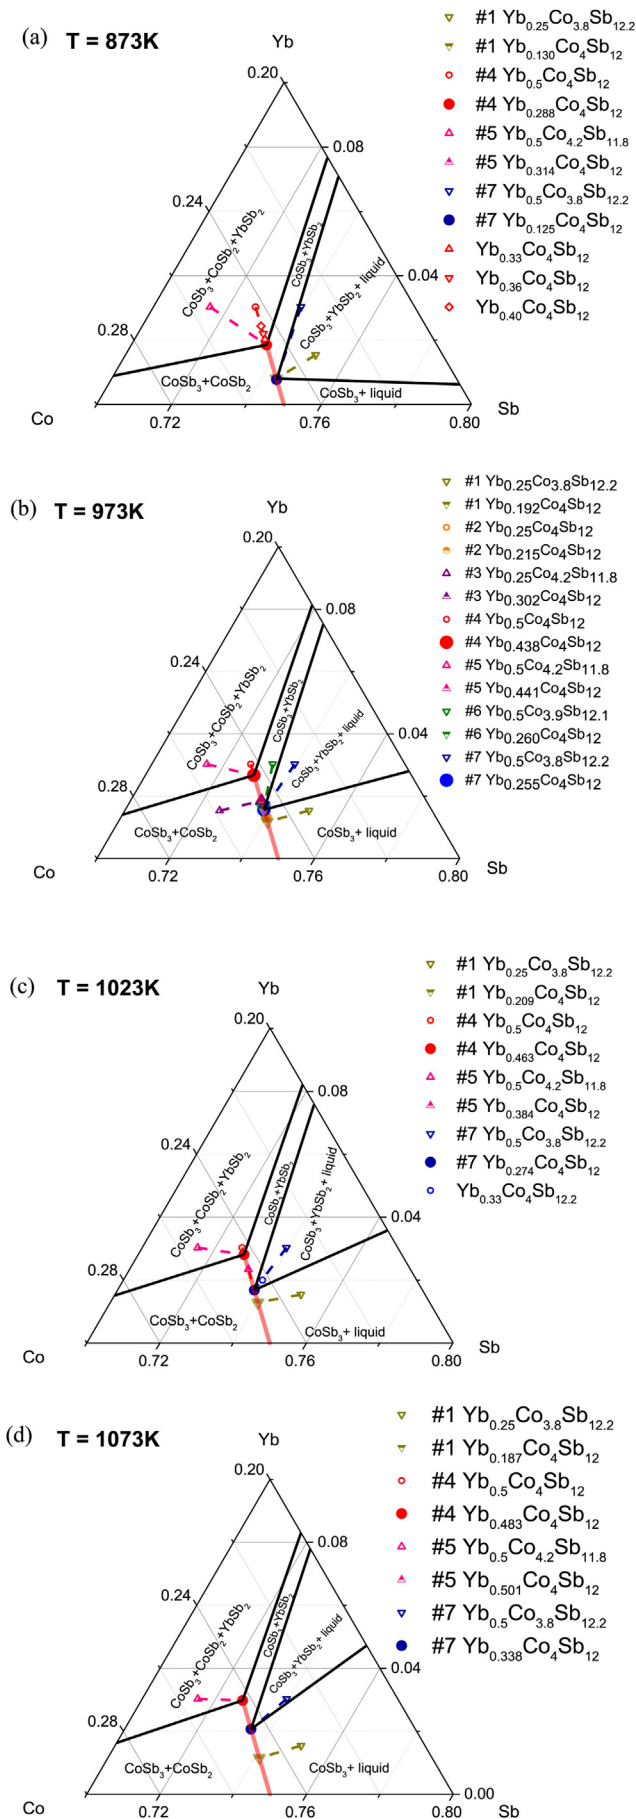 (a) T = 873K
Yb
0.20
0.08
0.24
0.04
0.28
CoSb₃+CoSb₂+YbSb₂
CoSb₃+YbSb₂
CoSb₃+YbSb₂+ liquid
CoSb₃+CoSb₂
CoSb₃+ liquid
Co
0.72
0.76
0.80
Sb
#1 Yb₀.₂₅Co₃.₈Sb₁₂.₂
#1 Yb₀.₁₃₀Co₄Sb₁₂
#4 Yb₀.₅Co₄Sb₁₂
#4 Yb₀.₂₈₈Co₄Sb₁₂
#5 Yb₀.₅Co₄.₂Sb₁₁.₈
#5 Yb₀.₃₁₄Co₄Sb₁₂
#7 Yb₀.₅Co₃.₈Sb₁₂.₂
#7 Yb₀.₁₂₅Co₄Sb₁₂
Yb₀.₃₃Co₄Sb₁₂
Yb₀.₃₆Co₄Sb₁₂
Yb₀.₄₀Co₄Sb₁₂
(b) T = 973K
Yb
0.20
0.08
0.24
0.04
0.28
CoSb₃+CoSb₂+YbSb₂
CoSb₃+YbSb₂
CoSb₃+YbSb₂+ liquid
CoSb₃+CoSb₂
CoSb₃+ liquid
Co
0.72
0.76
0.80
Sb
#1 Yb₀.₂₅Co₃.₈Sb₁₂.₂
#1 Yb₀.₁₉₂Co₄Sb₁₂
#2 Yb₀.₂₅Co₄Sb₁₂
#2 Yb₀.₂₁₅Co₄Sb₁₂
#3 Yb₀.₂₅Co₄.₂Sb₁₁.₈
#3 Yb₀.₃₀₂Co₄Sb₁₂
#4 Yb₀.₅Co₄Sb₁₂
#4 Yb₀.₄₃₈Co₄Sb₁₂
#5 Yb₀.₅Co₄.₂Sb₁₁.₈
#5 Yb₀.₄₄₁Co₄Sb₁₂
#6 Yb₀.₅Co₃.₉Sb₁₂.₁
#6 Yb₀.₂₆₀Co₄Sb₁₂
#7 Yb₀.₅Co₃.₈Sb₁₂.₂
#7 Yb₀.₂₅₅Co₄Sb₁₂
(c) T = 1023K
Yb
0.20
0.08
0.24
0.04
0.28
CoSb₃+CoSb₂+YbSb₂
CoSb₃+YbSb₂
CoSb₃+YbSb₂+ liquid
CoSb₃+CoSb₂
CoSb₃+ liquid
Co
0.72
0.76
0.80
Sb
#1 Yb₀.₂₅Co₃.₈Sb₁₂.₂
#1 Yb₀.₂₀₉Co₄Sb₁₂
#4 Yb₀.₅Co₄Sb₁₂
#4 Yb₀.₄₆₃Co₄Sb₁₂
#5 Yb₀.₅Co₄.₂Sb₁₁.₈
#5 Yb₀.₃₈₄Co₄Sb₁₂
#7 Yb₀.₅Co₃.₈Sb₁₂.₂
#7 Yb₀.₂₇₄Co₄Sb₁₂
Yb₀.₃₃Co₄Sb₁₂.₂
(d) T = 1073K
Yb
0.20
0.08
0.24
0.04
0.28
CoSb₃+CoSb₂+YbSb₂
CoSb₃+YbSb₂
CoSb₃+YbSb₂+ liquid
CoSb₃+CoSb₂
CoSb₃+ liquid
0.00
Co
0.72
0.76
0.80
Sb
#1 Yb₀.₂₅Co₃.₈Sb₁₂.₂
#1 Yb₀.₁₈₇Co₄Sb₁₂
#4 Yb₀.₅Co₄Sb₁₂
#4 Yb₀.₄₈₃Co₄Sb₁₂
#5 Yb₀.₅Co₄.₂Sb₁₁.₈
#5 Yb₀.₅₀₁Co₄Sb₁₂
#7 Yb₀.₅Co₃.₈Sb₁₂.₂
#7 Yb₀.₃₃₈Co₄Sb₁₂